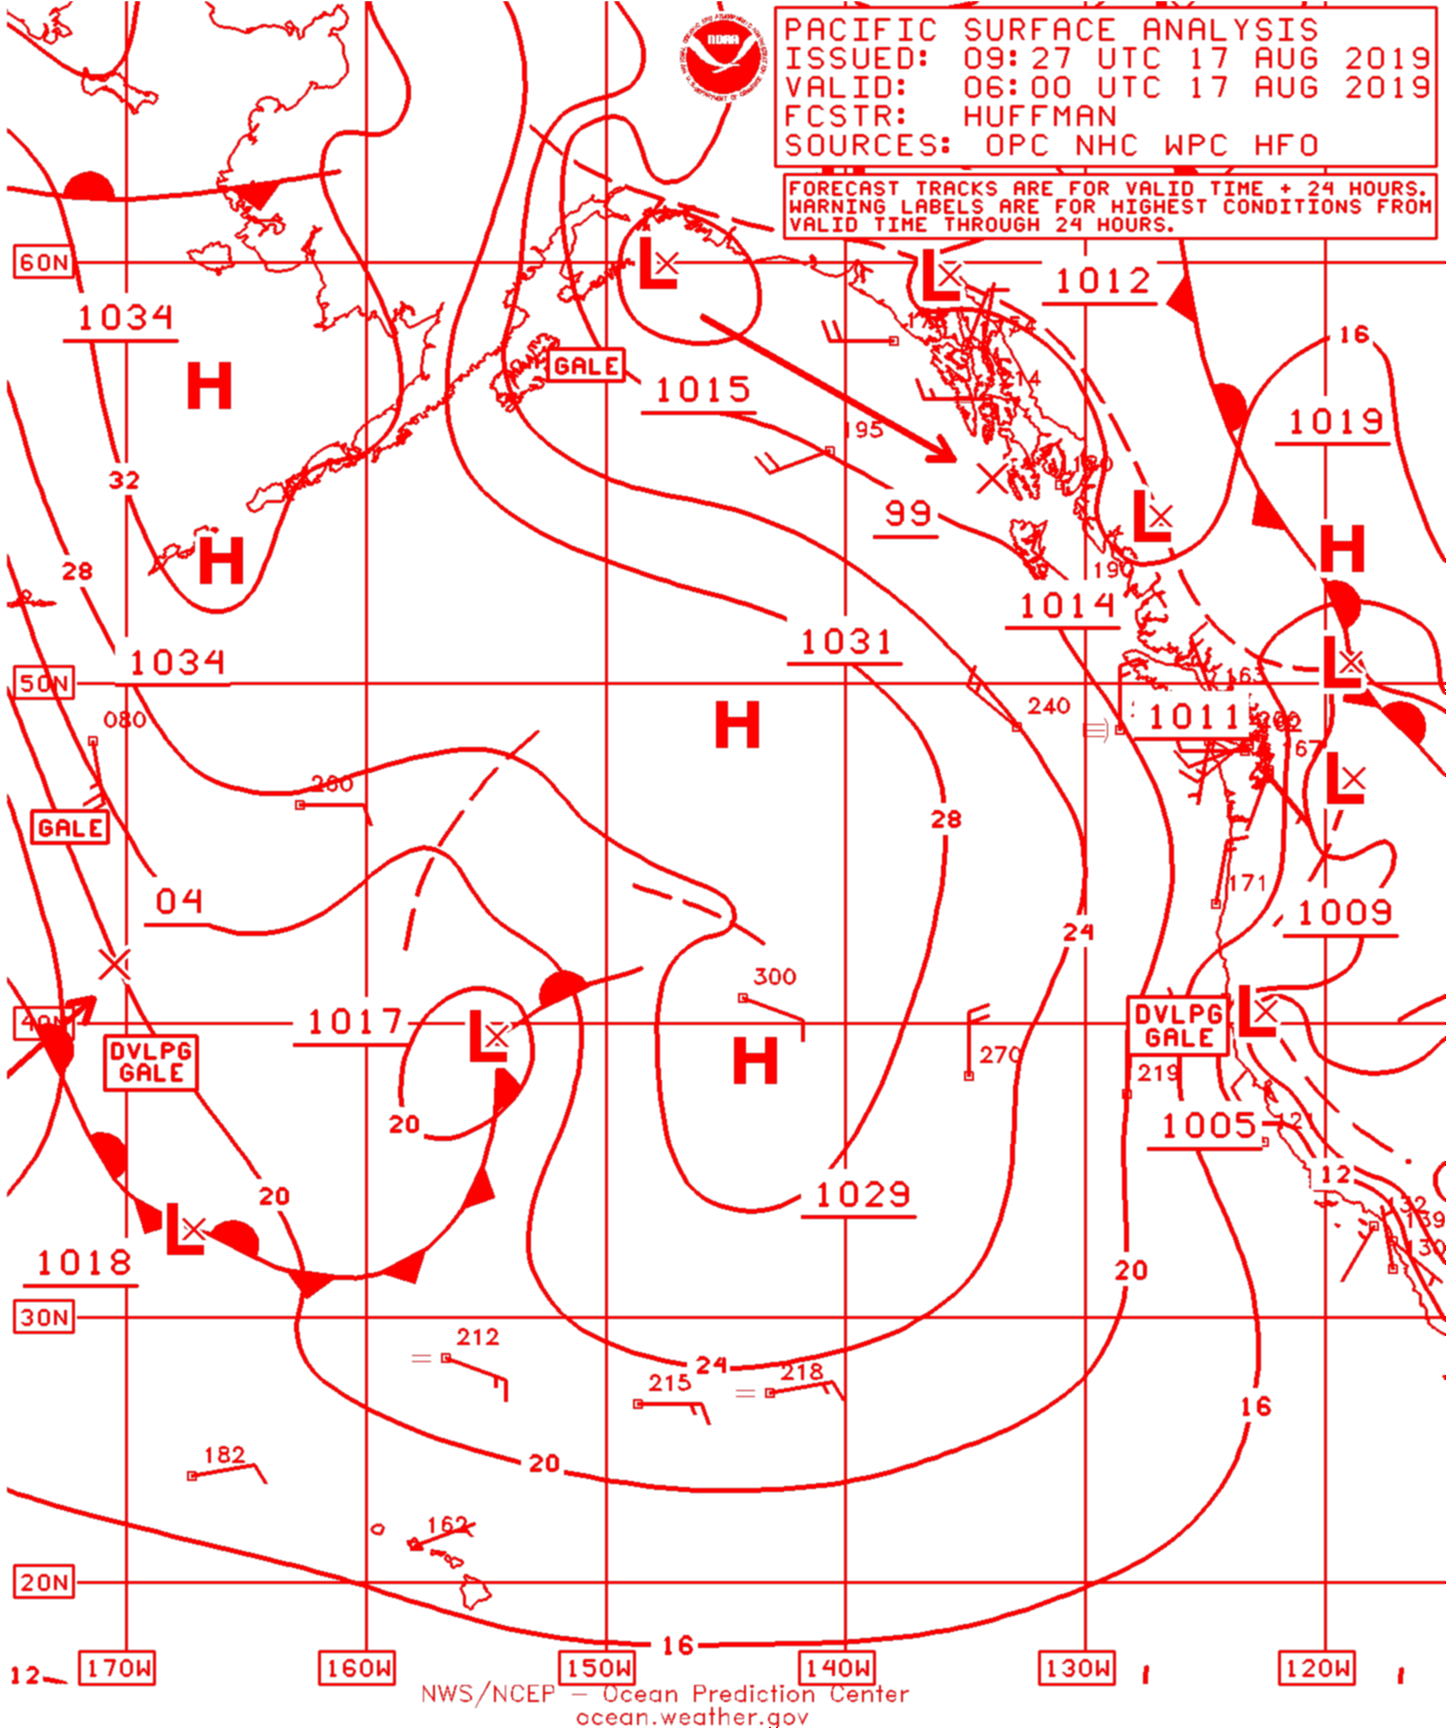 NOAA
PACIFIC SURFACE ANALYSIS
ISSUED: 09:27 UTC 17 AUG 2019
VALID: 06:00 UTC 17 AUG 2019
FCSTR: HUFFMAN
SOURCES: OPC NHC WPC HFO
FORECAST TRACKS ARE FOR VALID TIME + 24 HOURS.
WARNING LABELS ARE FOR HIGHEST CONDITIONS FROM
VALID TIME THROUGH 24 HOURS.
60N
L
L
1012
1034
16
H
GALE
1015
1019
195
32
99
L
H
H
28
190
1014
1034
1031
L
50N
163
080
H
240
1011
167
280
L
GALE
28
171
04
1009
24
300
40N
1017
L
L
DVLPG
GALE
DVLPG
GALE
H
270
219
20
1005
121
12
20
1029
L
132
139
130
1018
20
30N
212
24
218
215
16
20
182
162
20N
16
12
170W
160W
150W
140W
130W
120W
NWS/NCEP – Ocean Prediction Center
ocean.weather.gov